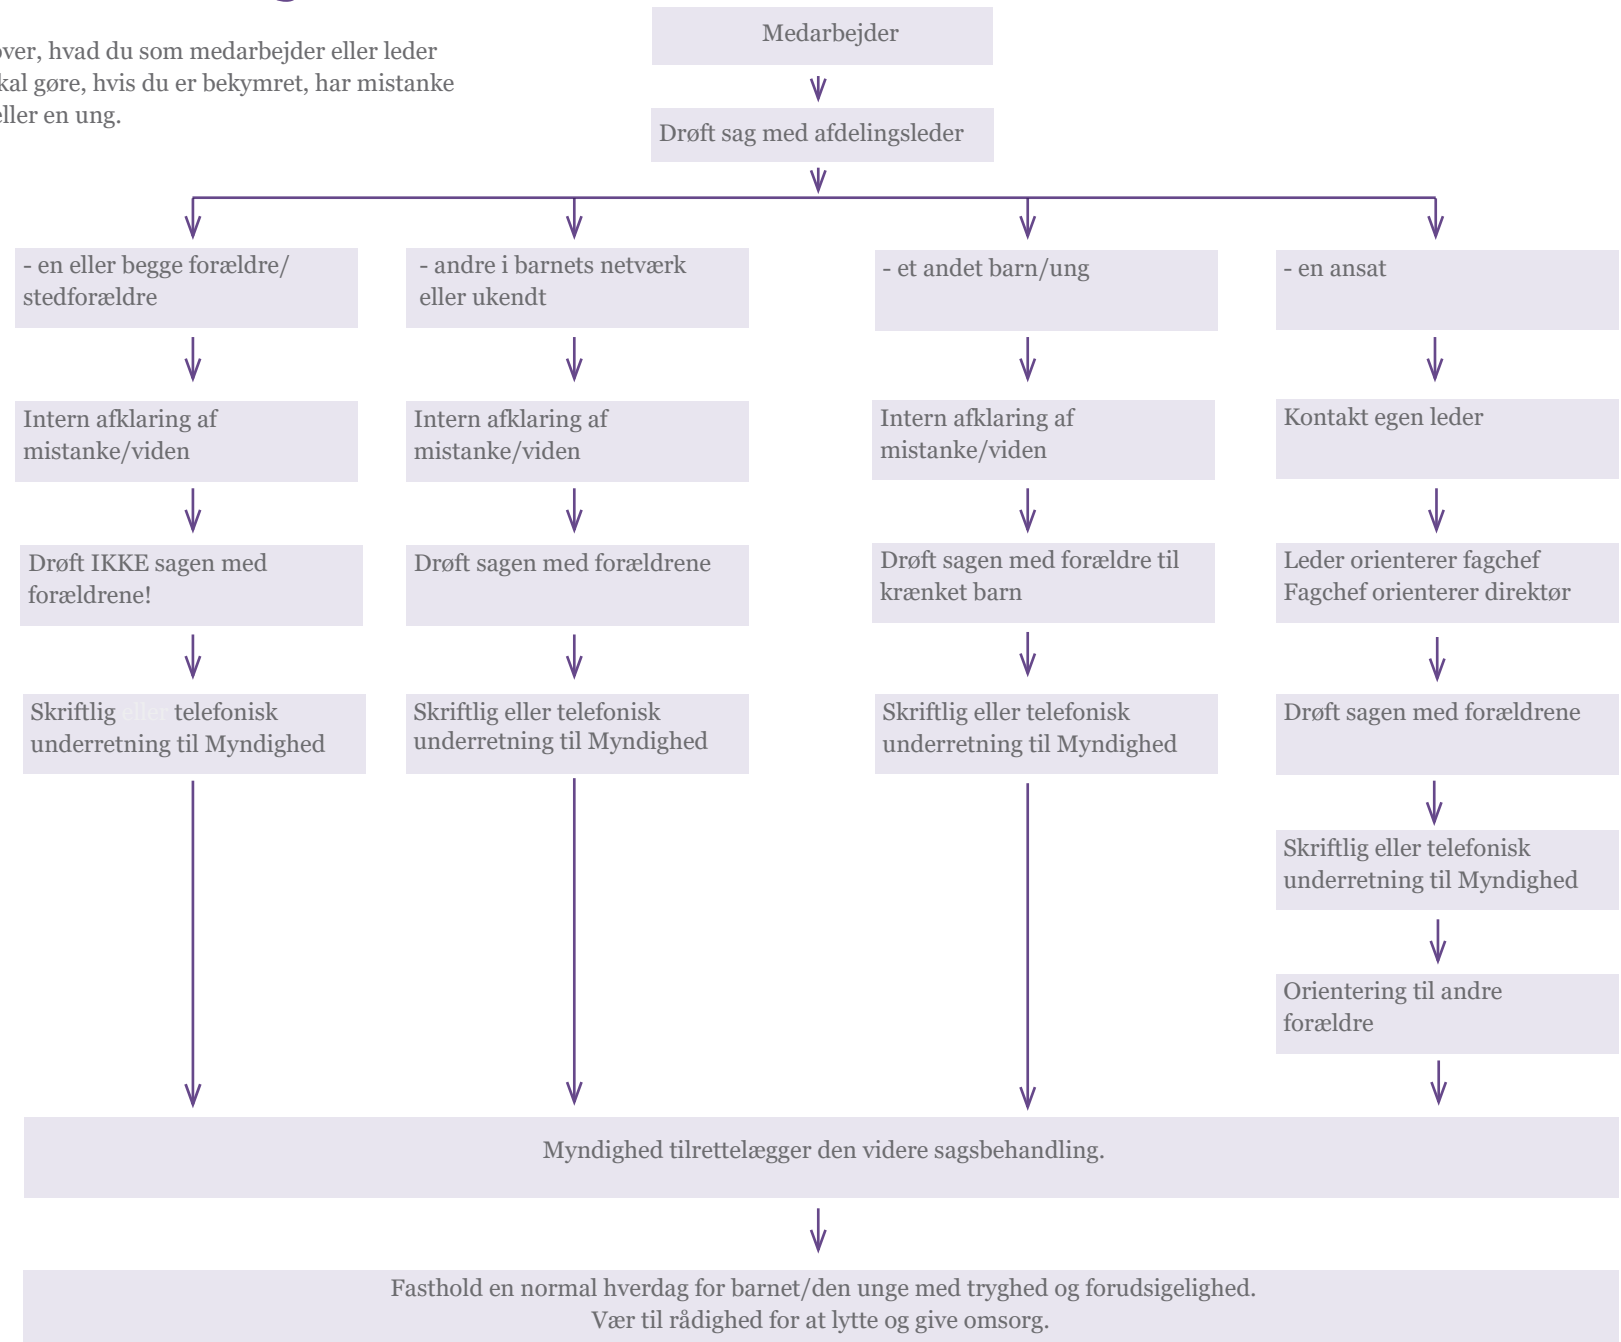 over, hvad du som medarbejder eller leder
skal gøre, hvis du er bekymret, har mistanke
eller en ung.
Medarbejder
Drøft sag med afdelingsleder
- en eller begge forældre/
stedforældre
- andre i barnets netværk
eller ukendt
- et andet barn/ung
- en ansat
Intern afklaring af
mistanke/viden
Intern afklaring af
mistanke/viden
Intern afklaring af
mistanke/viden
Kontakt egen leder
Drøft IKKE sagen med
forældrene!
Drøft sagen med forældrene
Drøft sagen med forældre til
krænket barn
Leder orienterer fagchef
Fagchef orienterer direktør
Skriftlig eller telefonisk
underretning til Myndighed
Skriftlig eller telefonisk
underretning til Myndighed
Skriftlig eller telefonisk
underretning til Myndighed
Drøft sagen med forældrene
Skriftlig eller telefonisk
underretning til Myndighed
Orientering til andre
forældre
Myndighed tilrettelægger den videre sagsbehandling.
Fasthold en normal hverdag for barnet/den unge med tryghed og forudsigelighed.
Vær til rådighed for at lytte og give omsorg.